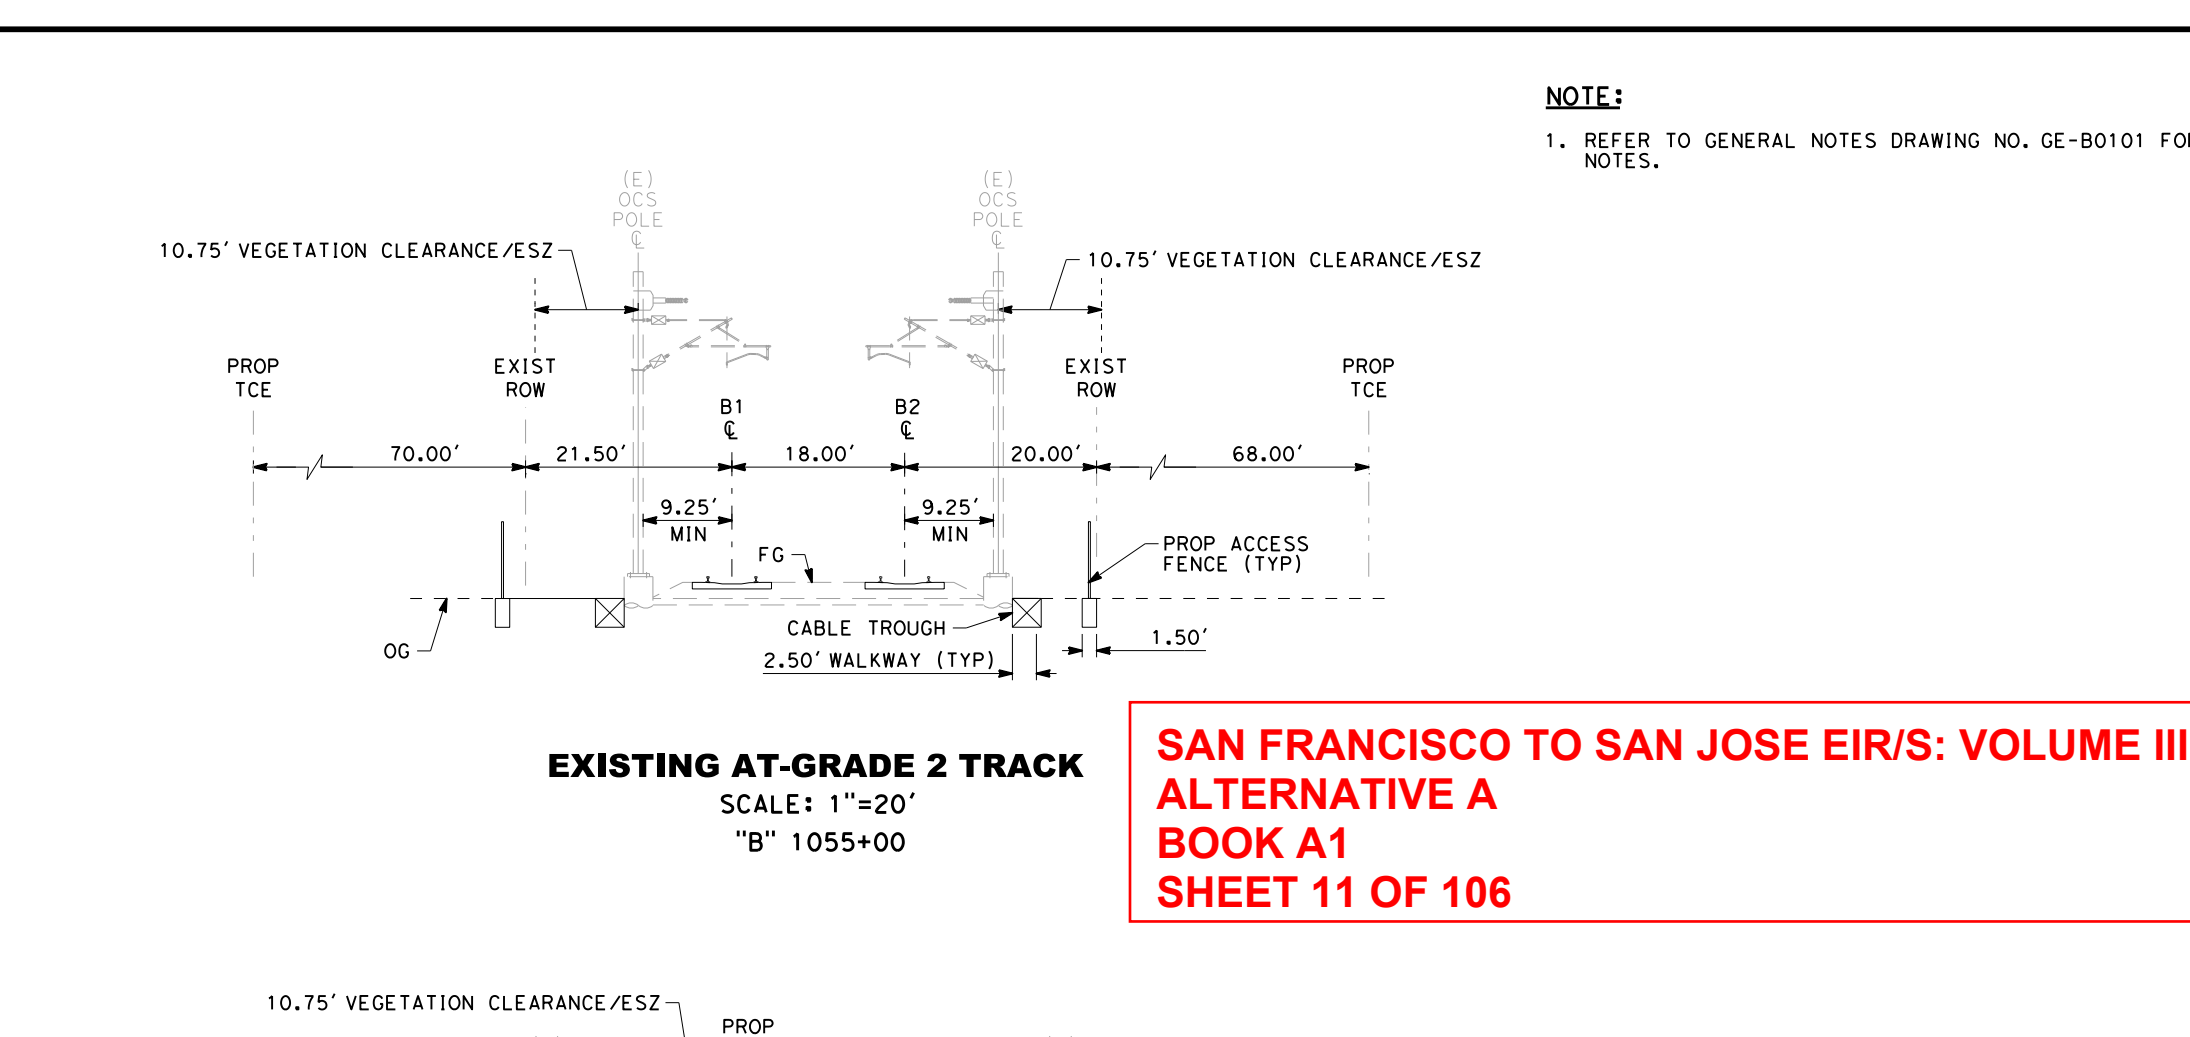 NOTE:
1. REFER TO GENERAL NOTES DRAWING NO. GE-B0101
NOTES.
(E)
OCS
POLE
℄
(E)
OCS
POLE
℄
10.75' VEGETATION CLEARANCE/ESZ
10.75' VEGETATION CLEARANCE/ESZ
PROP
TCE
EXIST
ROW
EXIST
ROW
PROP
TCE
B1
℄
B2
℄
70.00'
21.50'
18.00'
20.00'
68.00'
9.25'
MIN
9.25'
MIN
FG
PROP ACCESS
FENCE (TYP)
OG
CABLE TROUGH
1.50'
2.50' WALKWAY (TYP)
EXISTING AT-GRADE 2 TRACK
SCALE: 1"=20'
"B" 1055+00
SAN FRANCISCO TO SAN JOSE EIR/S: VOLUME III
ALTERNATIVE A
BOOK A1
SHEET 11 OF 106
10.75' VEGETATION CLEARANCE/ESZ
PROP